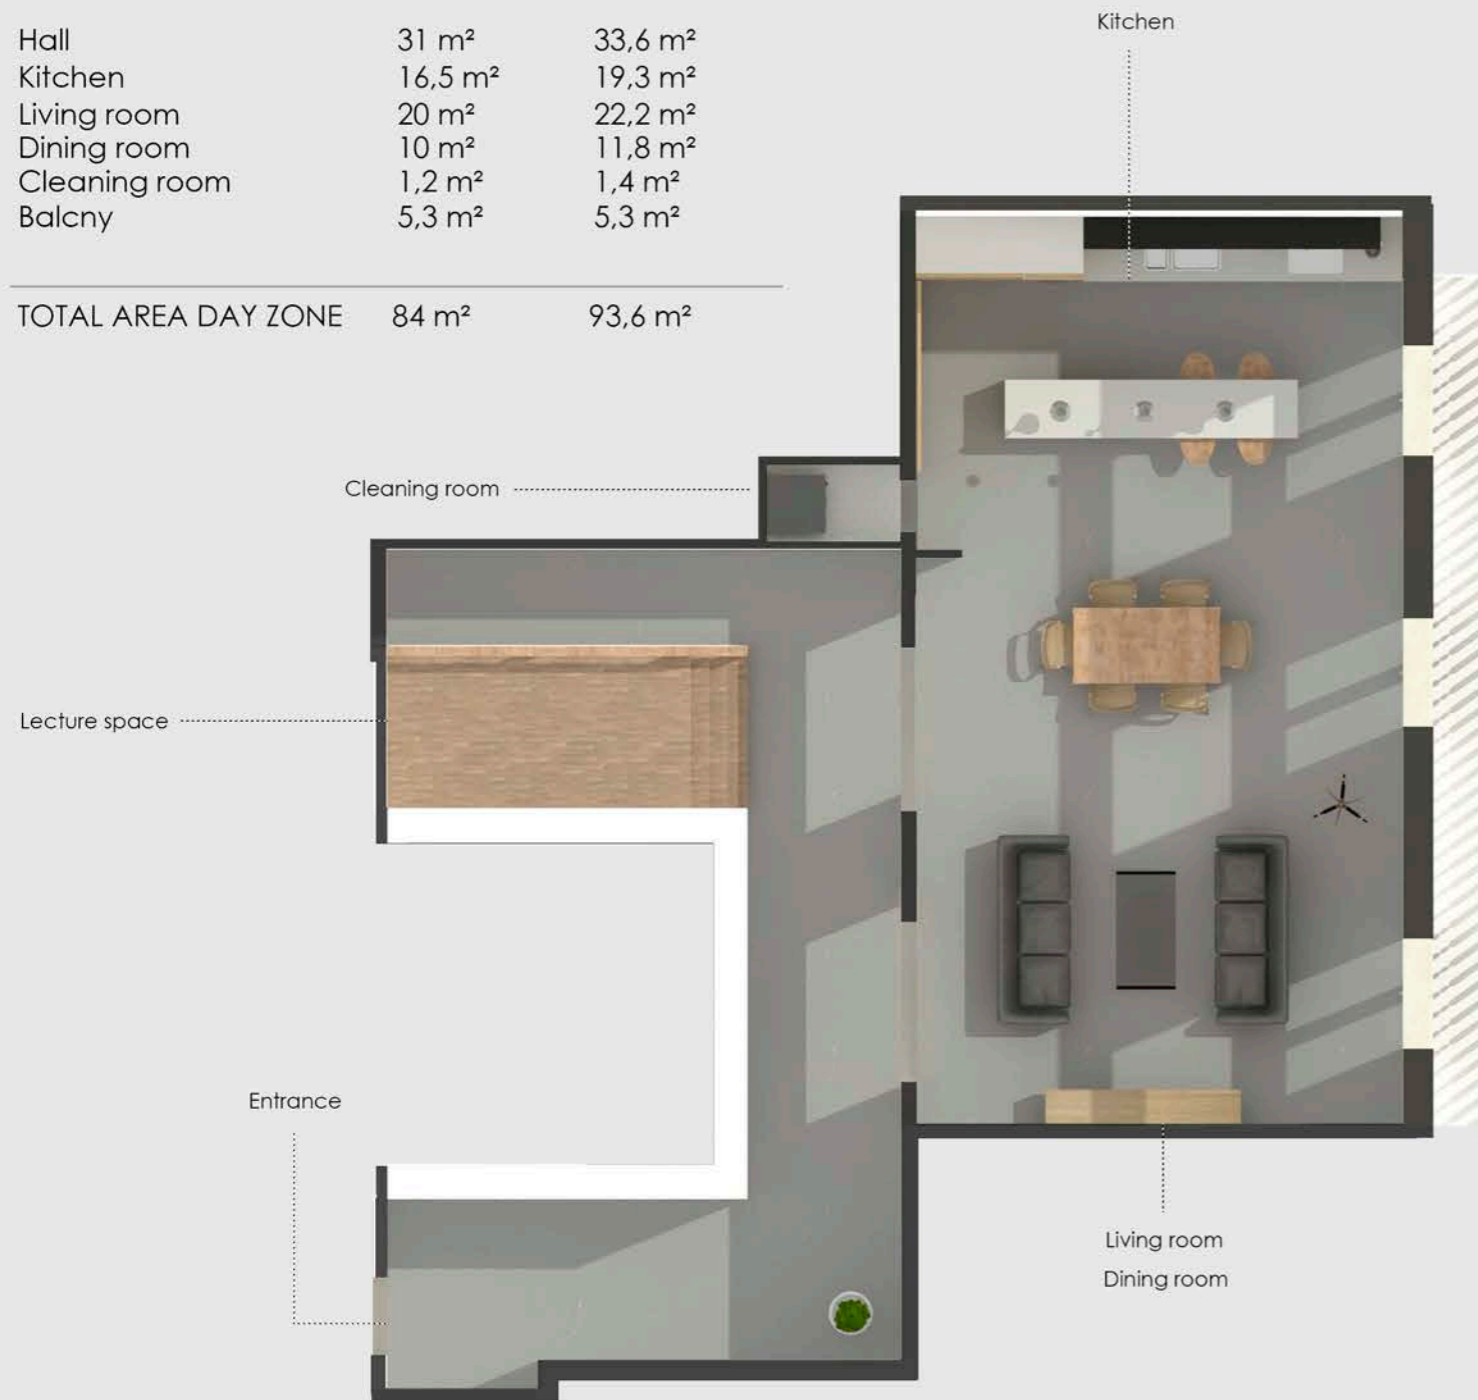 Hall 31 m² 33,6 m²
Kitchen 16,5 m² 19,3 m²
Living room 20 m² 22,2 m²
Dining room 10 m² 11,8 m²
Cleaning room 1,2 m² 1,4 m²
Balcny 5,3 m² 5,3 m²
TOTAL AREA DAY ZONE 84 m² 93,6 m²
Kitchen
Cleaning room
Lecture space
Entrance
Living room
Dining room